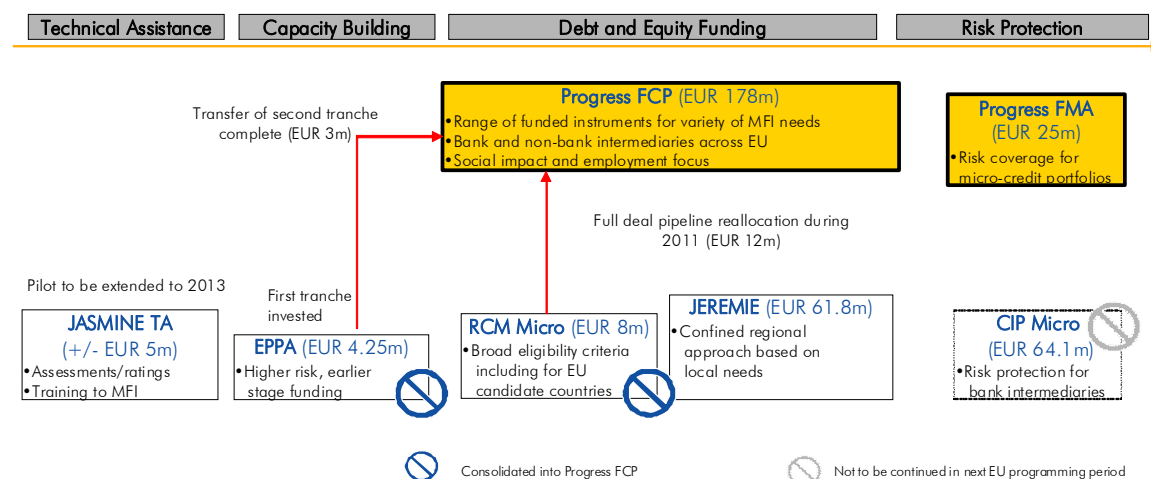 Technical Assistance
Capacity Building
Debt and Equity Funding
Risk Protection
Transfer of second tranche
complete (EUR 3m)
Progress FCP (EUR 178m)
•Range of funded instruments for variety of MFI needs
•Bank and non-bank intermediaries across EU
•Social impact and employment focus
Progress FMA
(EUR 25m)
•Risk coverage for
micro-credit portfolios
Full deal pipeline reallocation during
2011 (EUR 12m)
Pilot to be extended to 2013
First tranche
invested
JASMINE TA
(+/- EUR 5m)
•Assessments/ratings
•Training to MFI
EPPA (EUR 4.25m)
•Higher risk, earlier
stage funding
RCM Micro (EUR 8m)
•Broad eligibility criteria
including for EU
candidate countries
JEREMIE (EUR 61.8m)
•Confined regional
approach based on
local needs
CIP Micro
(EUR 64.1m)
•Risk protection for
bank intermediaries
Consolidated into Progress FCP
Not to be continued in next EU programming period